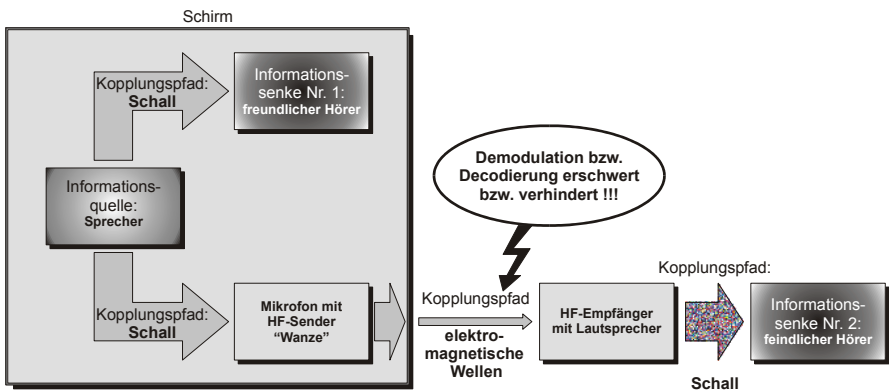 Schirm
Kopplungspfad:
Schall
Informations-
senke Nr. 1:
freundlicher Hörer
Informations-
quelle:
Sprecher
Demodulation bzw.
Decodierung erschwert
bzw. verhindert !!!
Kopplungspfad:
Schall
Mikrofon mit
HF-Sender
“Wanze”
Kopplungspfad
elektro-
magnetische
Wellen
HF-Empfänger
mit Lautsprecher
Kopplungspfad:
Schall
Informations-
senke Nr. 2:
feindlicher Hörer